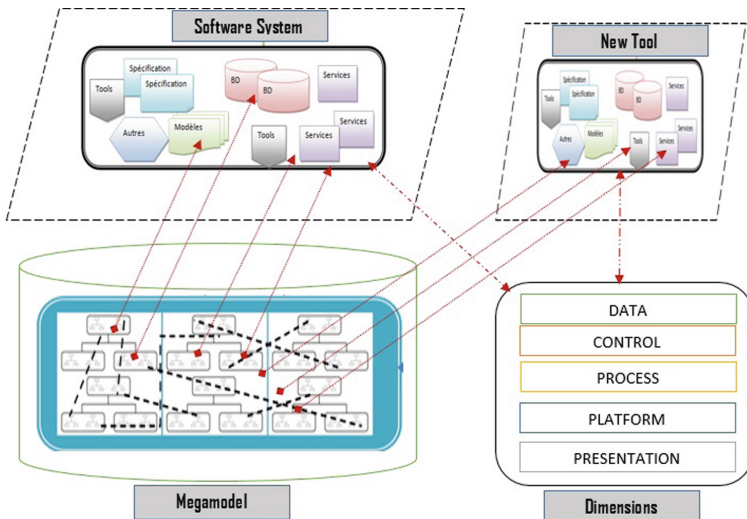 Software System
New Tool
Spécification
Spécification
Tools
BD
BD
Services
Autres
Modèles
Tools
Services
Services
Spécification
Spécification
Tools
BD
BD
Services
Autres
Modèles
Tools
Services
Services
DATA
CONTROL
PROCESS
PLATFORM
PRESENTATION
Megamodel
Dimensions